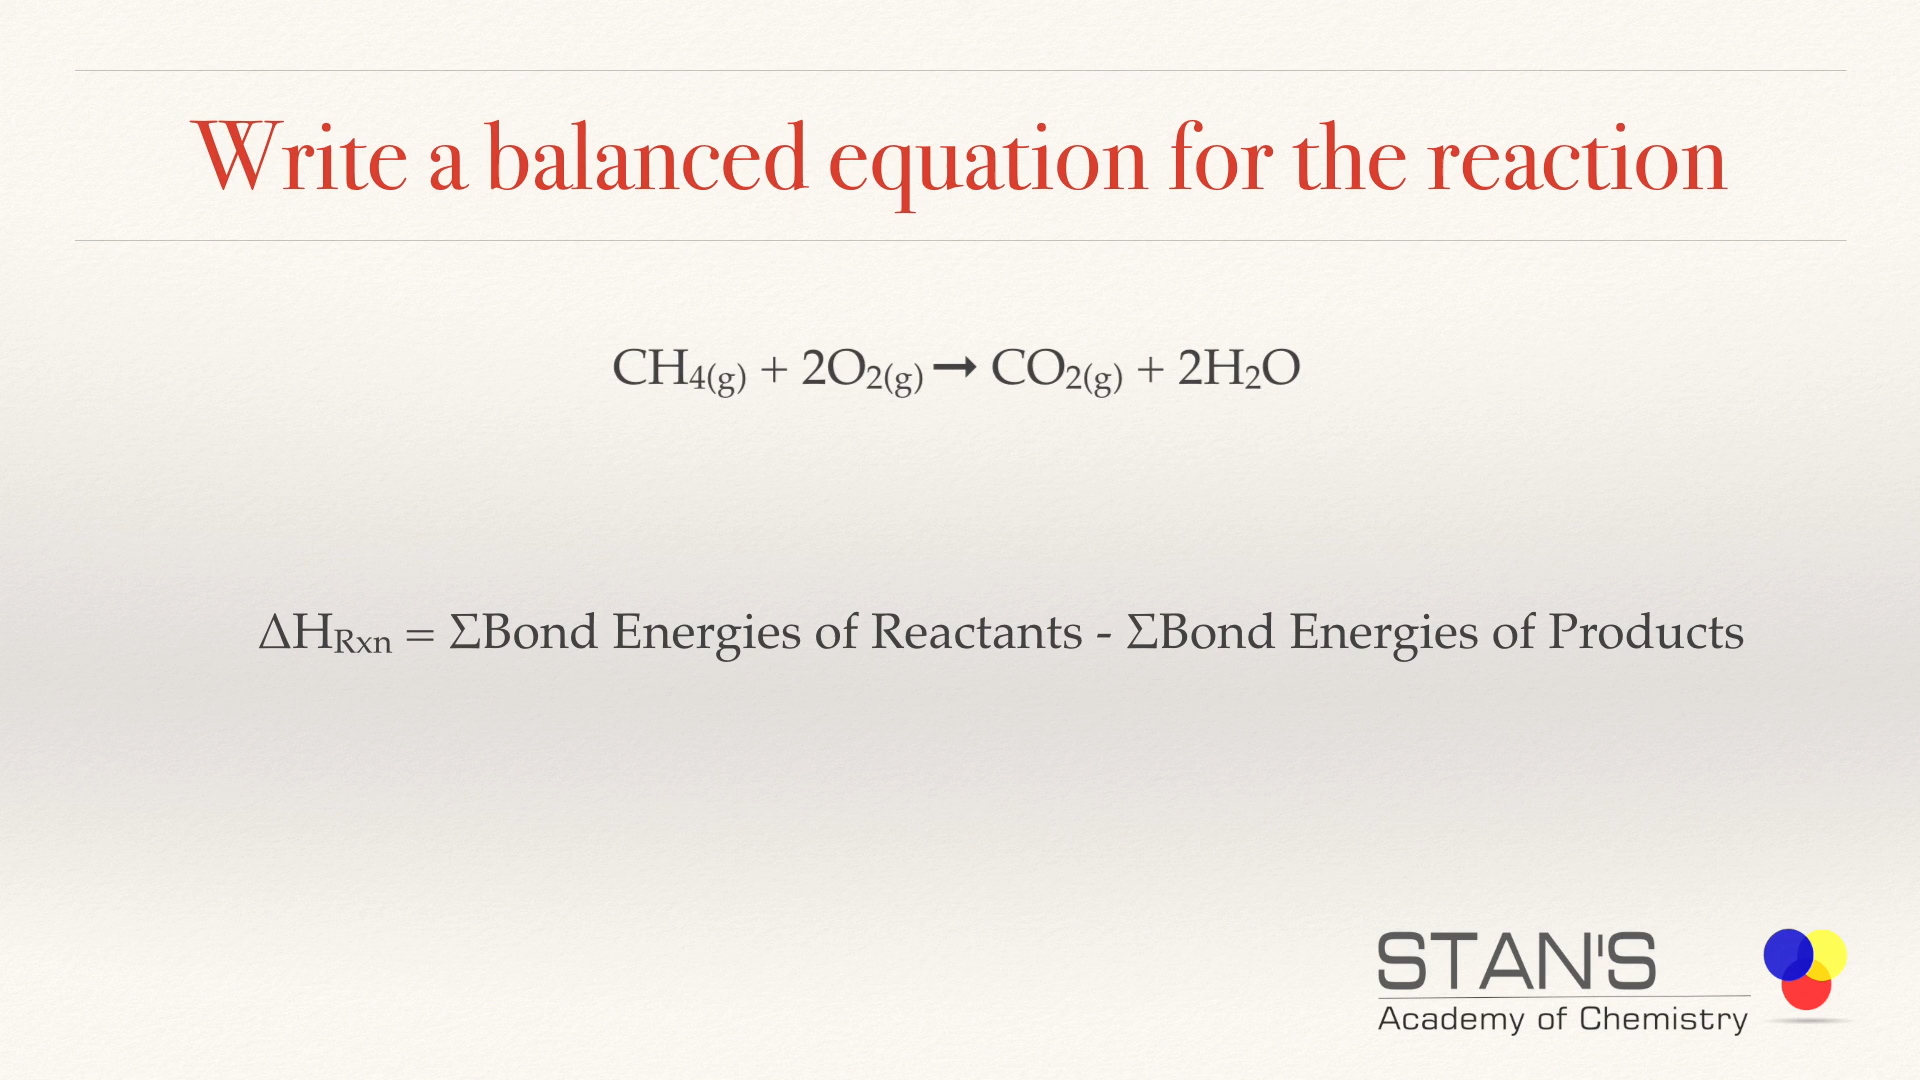 Write a balanced equation for the reaction
CH₄₍g₎ + 2O₂₍g₎ ➞ CO₂₍g₎ + 2H₂O
ΔH_Rxn = ΣBond Energies of Reactants - ΣBond Energies of Products
STAN'S
Academy of Chemistry